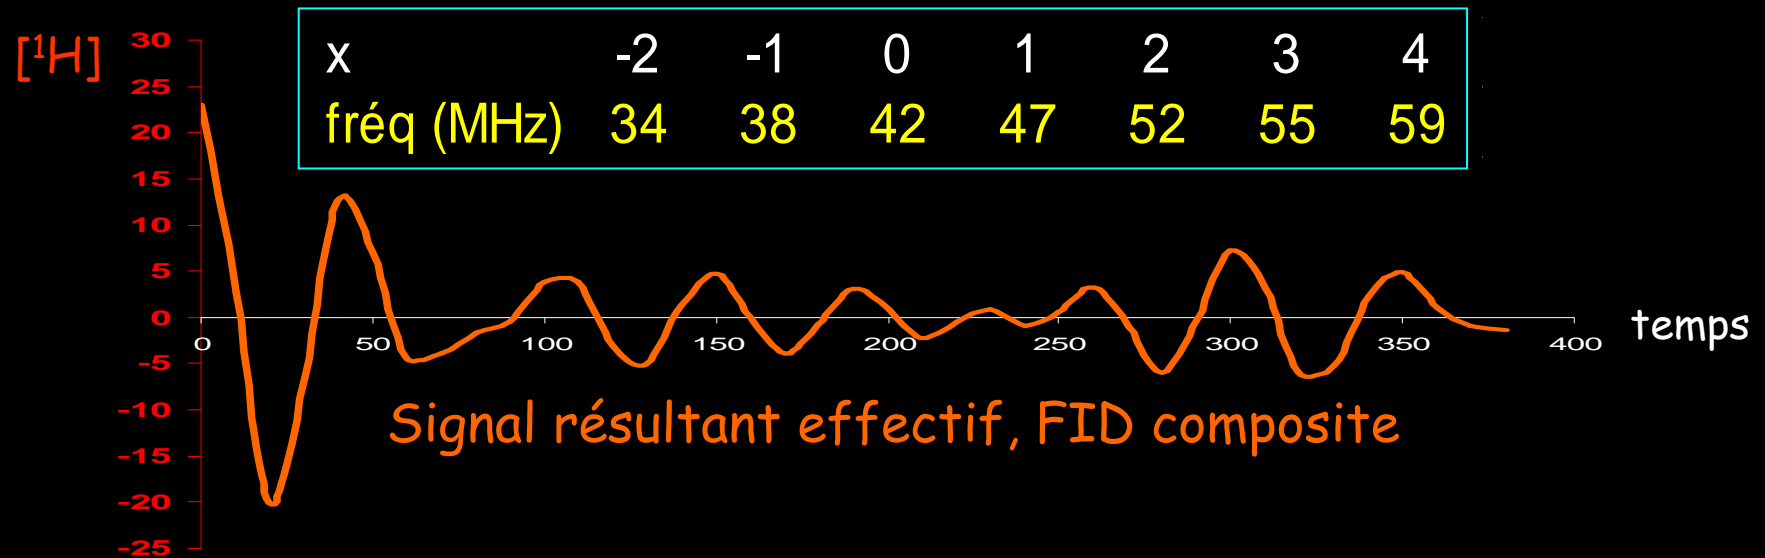 [¹H]
30
25
20
15
10
5
0
-5
-10
-15
-20
-25
x -2 -1 0 1 2 3 4
fréq (MHz) 34 38 42 47 52 55 59
0 50 100 150 200 250 300 350 400
temps
Signal résultant effectif, FID composite